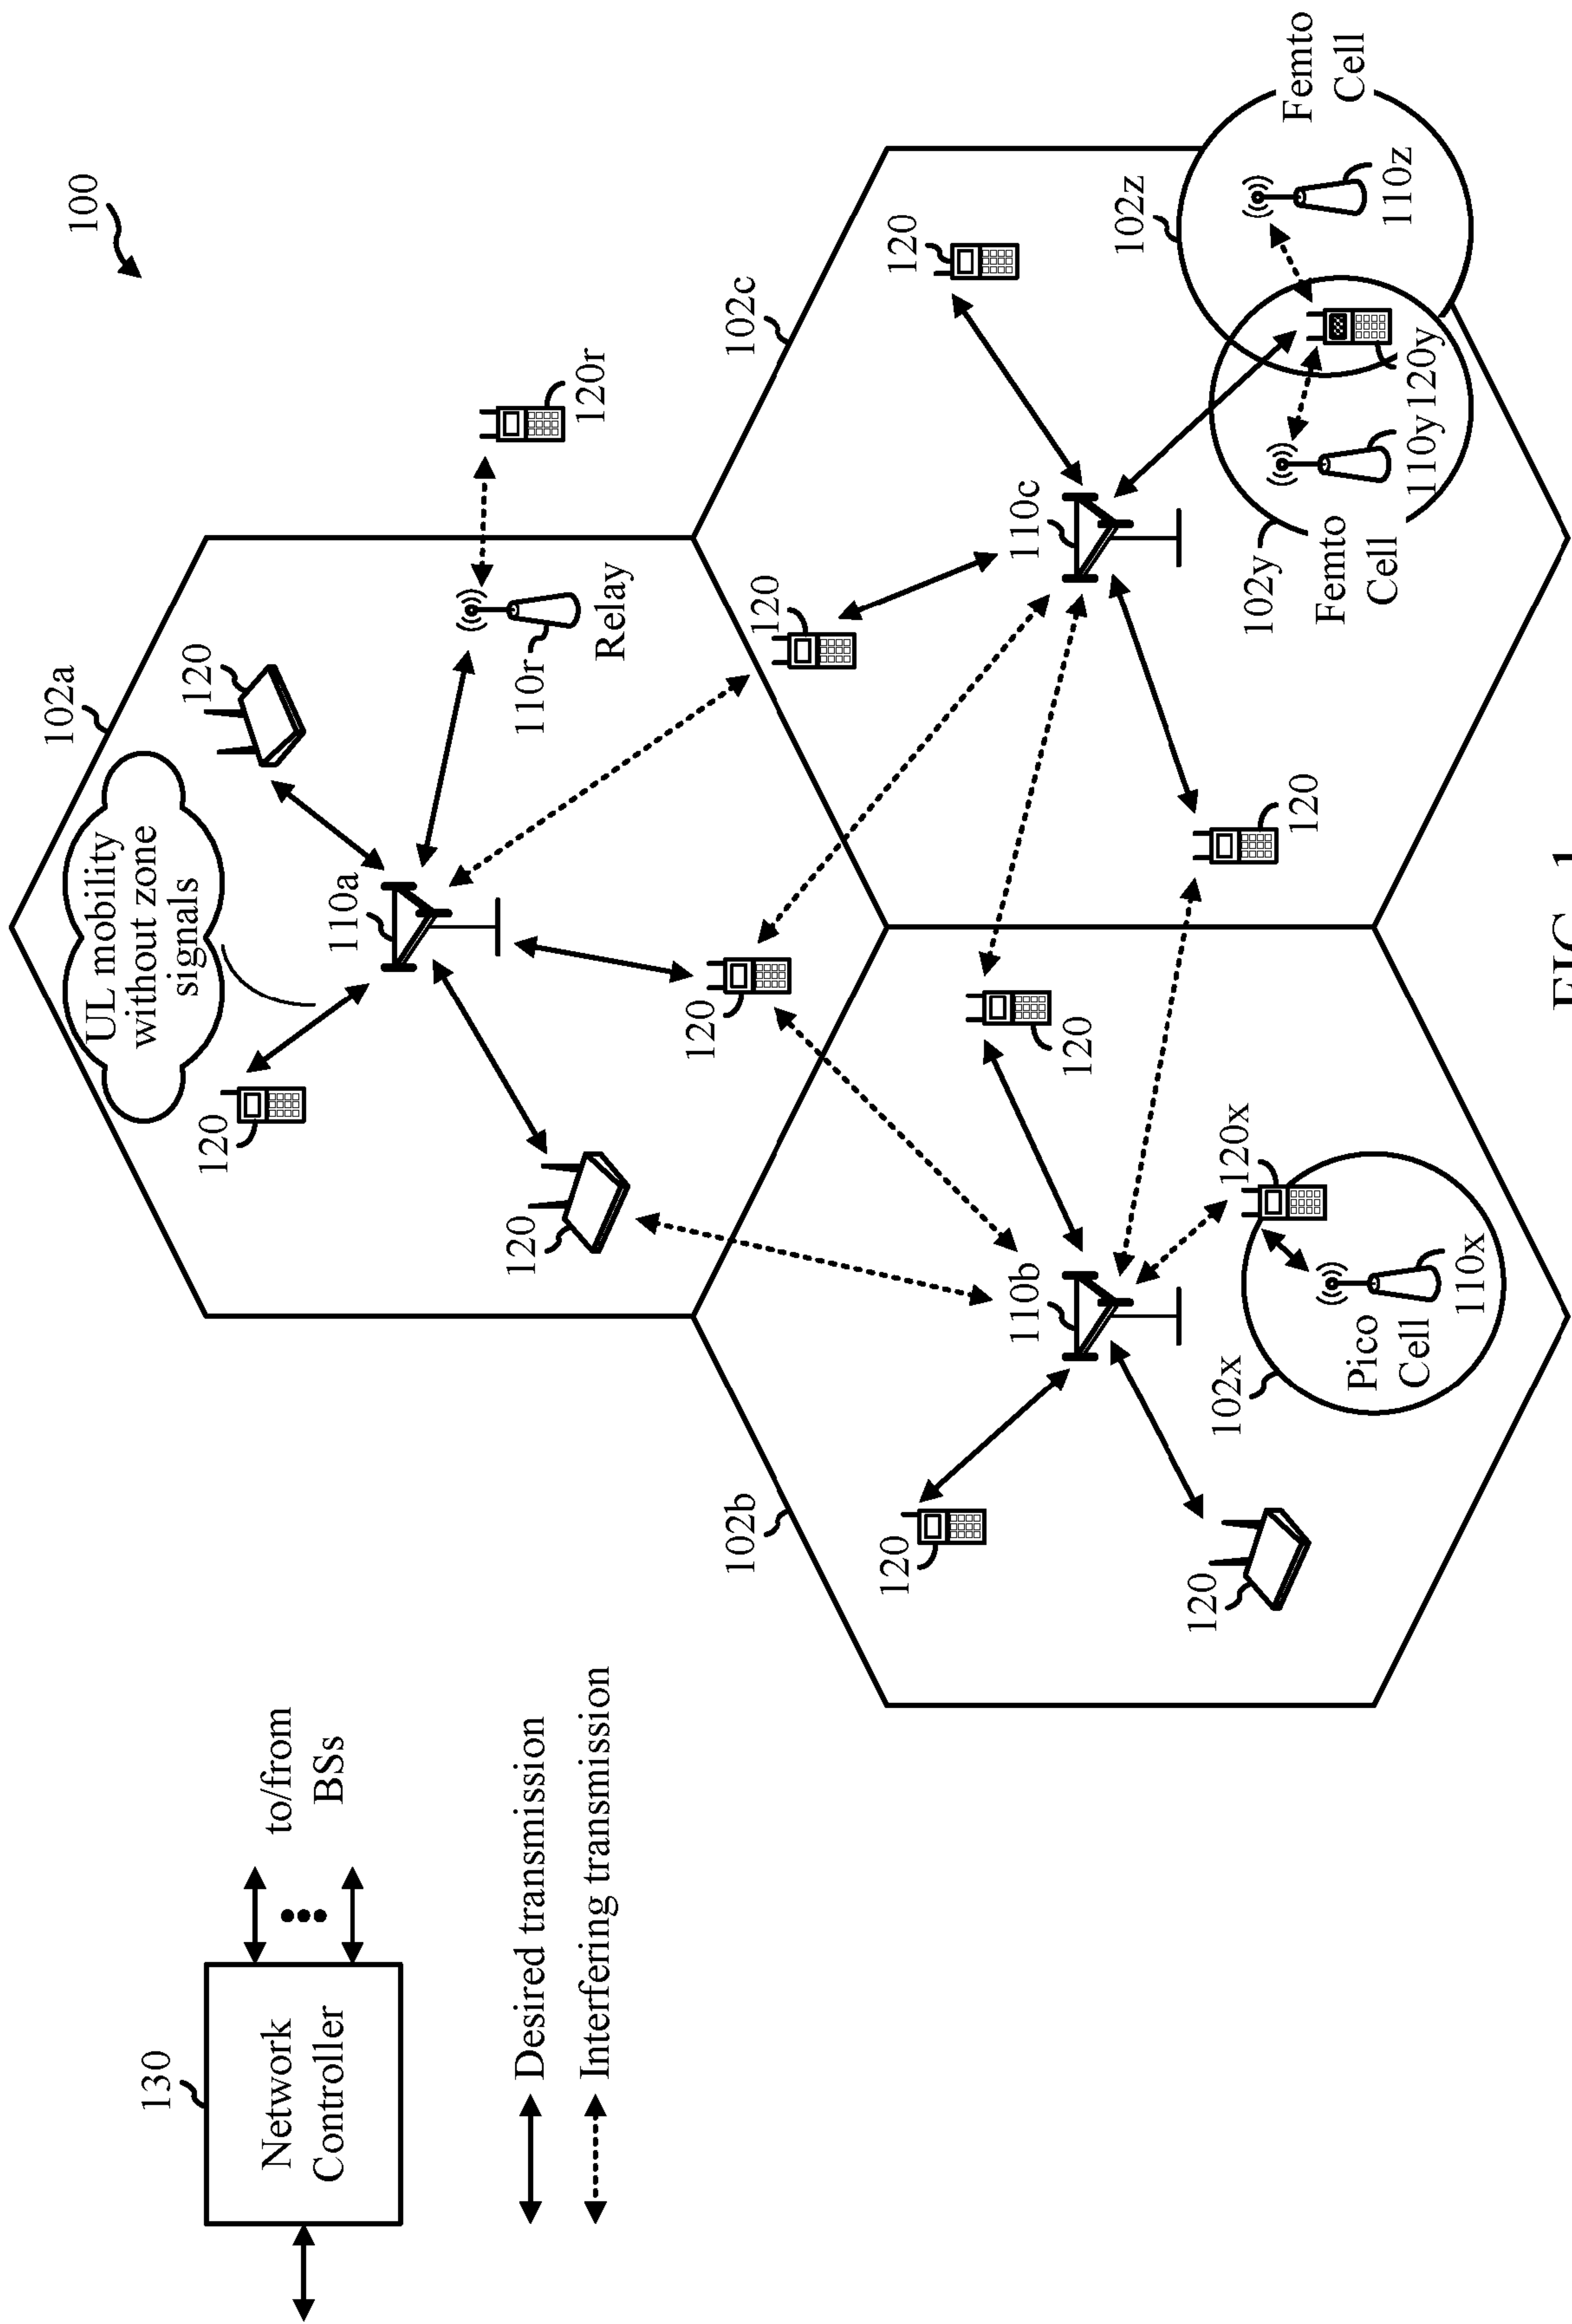 100
130
Network
Controller
to/from
BSs
Desired transmission
Interfering transmission
102a
UL mobility
without zone
signals
120
120
110a
120
120
110r
Relay
120r
102b
120
120
110b
120
102x
Pico
Cell
110x
120x
102c
120
120
110c
120
102y
Femto
Cell
110y
120y
102z
110z
Femto
Cell